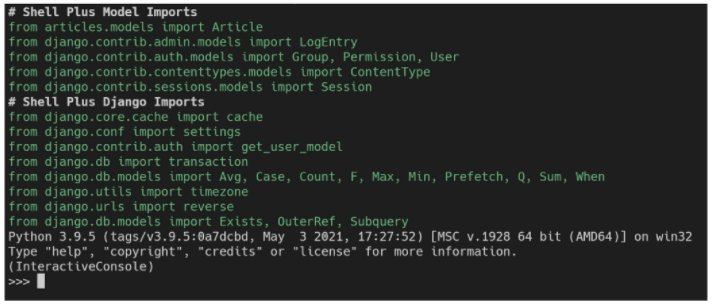 # Shell Plus Model Imports
from articles.models import Article
from django.contrib.admin.models import LogEntry
from django.contrib.auth.models import Group, Permission, User
from django.contrib.contenttypes.models import ContentType
from django.contrib.sessions.models import Session
# Shell Plus Django Imports
from django.core.cache import cache
from django.conf import settings
from django.contrib.auth import get_user_model
from django.db import transaction
from django.db.models import Avg, Case, Count, F, Max, Min, Prefetch, Q, Sum, When
from django.utils import timezone
from django.urls import reverse
from django.db.models import Exists, OuterRef, Subquery
Python 3.9.5 (tags/v3.9.5:0a7dcbd, May  3 2021, 17:27:52) [MSC v.1928 64 bit (AMD64)] on win32
Type "help", "copyright", "credits" or "license" for more information.
(InteractiveConsole)
>>>